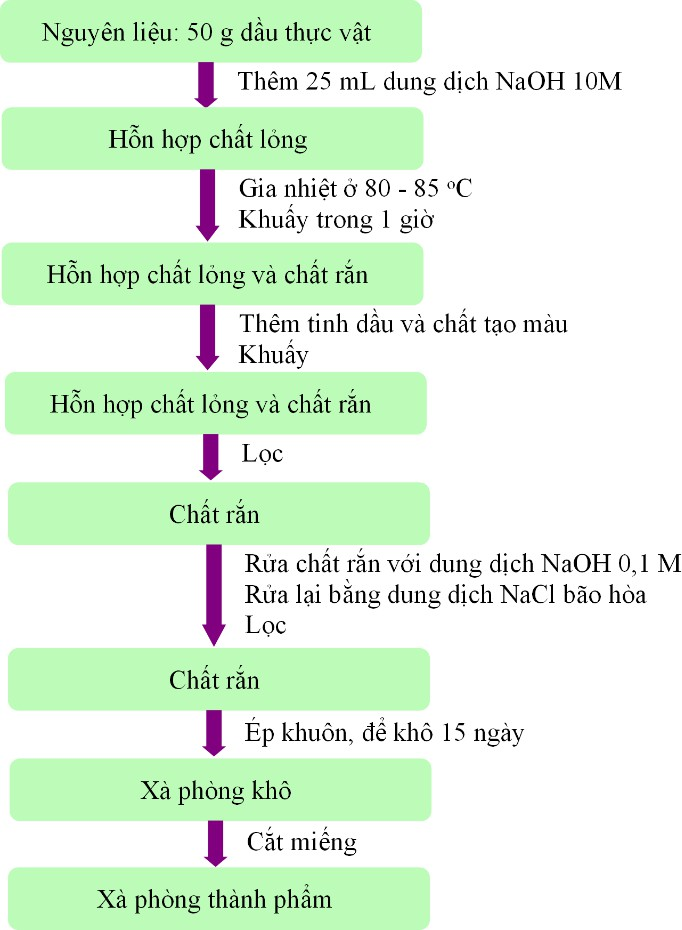 Nguyên liệu: 50 g dầu thực vật
Thêm 25 mL dung dịch NaOH 10M
Hỗn hợp chất lỏng
Gia nhiệt ở 80 - 85 ºC
Khuấy trong 1 giờ
Hỗn hợp chất lỏng và chất rắn
Thêm tinh dầu và chất tạo màu
Khuấy
Hỗn hợp chất lỏng và chất rắn
Lọc
Chất rắn
Rửa chất rắn với dung dịch NaOH 0,1 M
Rửa lại bằng dung dịch NaCl bão hòa
Lọc
Chất rắn
Ép khuôn, để khô 15 ngày
Xà phòng khô
Cắt miếng
Xà phòng thành phẩm